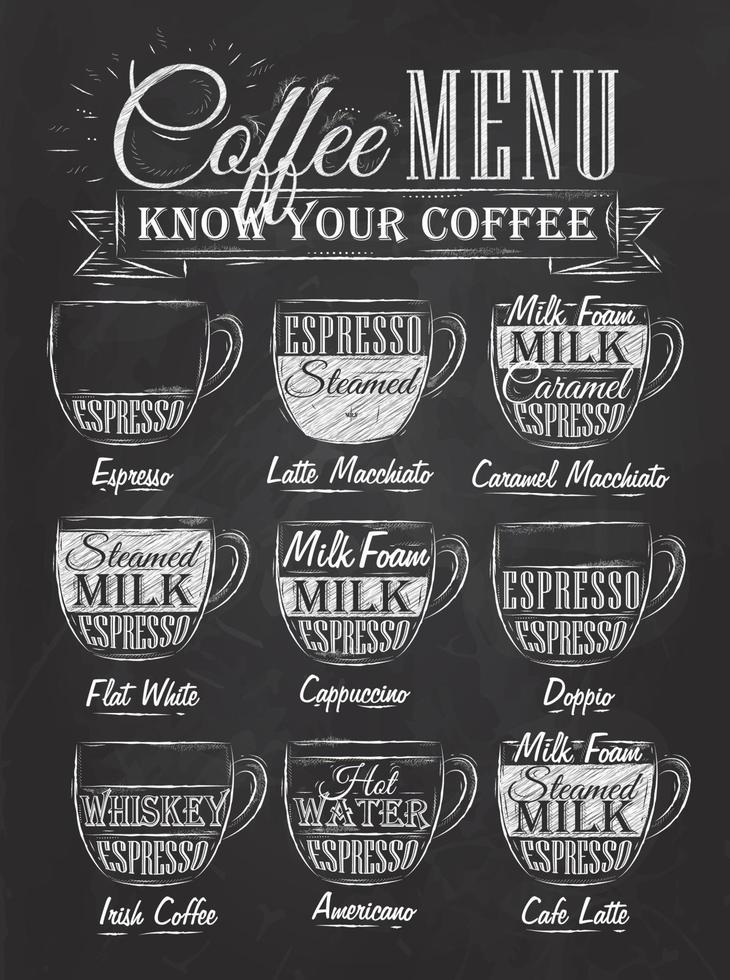 Coffee MENU
KNOW YOUR COFFEE
ESPRESSO
Espresso
ESPRESSO
Steamed
MILK
Latte Macchiato
Milk Foam
MILK
Caramel
ESPRESSO
Caramel Macchiato
Steamed
MILK
ESPRESSO
Flat White
Milk Foam
MILK
ESPRESSO
Cappuccino
ESPRESSO
ESPRESSO
Doppio
WHISKEY
ESPRESSO
Irish Coffee
Hot
WATER
ESPRESSO
Americano
Milk Foam
Steamed
MILK
ESPRESSO
Cafe Latte